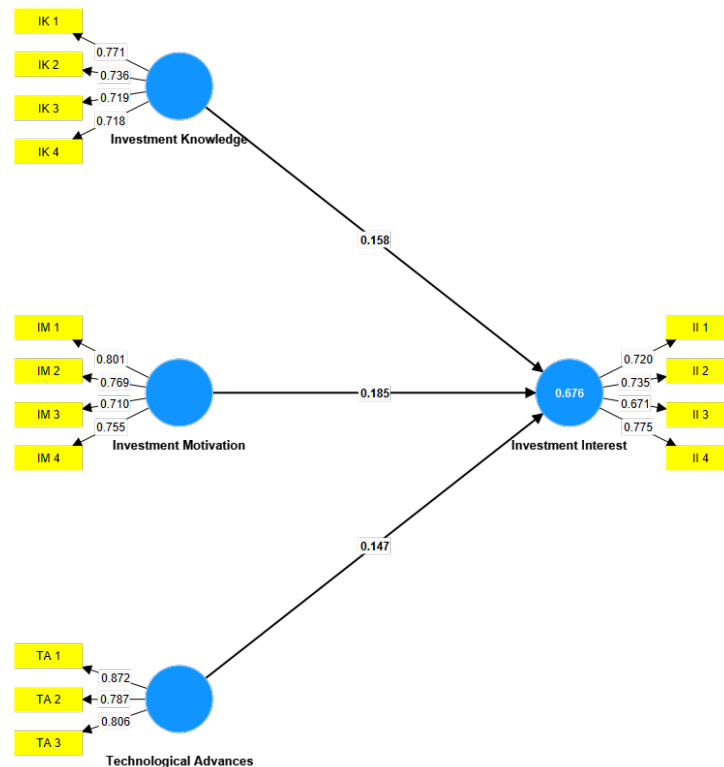 IK 1
0.771
IK 2
0.736
IK 3
0.719
IK 4
0.718
Investment Knowledge
0.158
IM 1
0.801
IM 2
0.769
IM 3
0.710
IM 4
0.755
Investment Motivation
0.185
0.676
Investment Interest
II 1
0.720
II 2
0.735
II 3
0.671
II 4
0.775
0.147
TA 1
0.872
TA 2
0.787
TA 3
0.806
Technological Advances